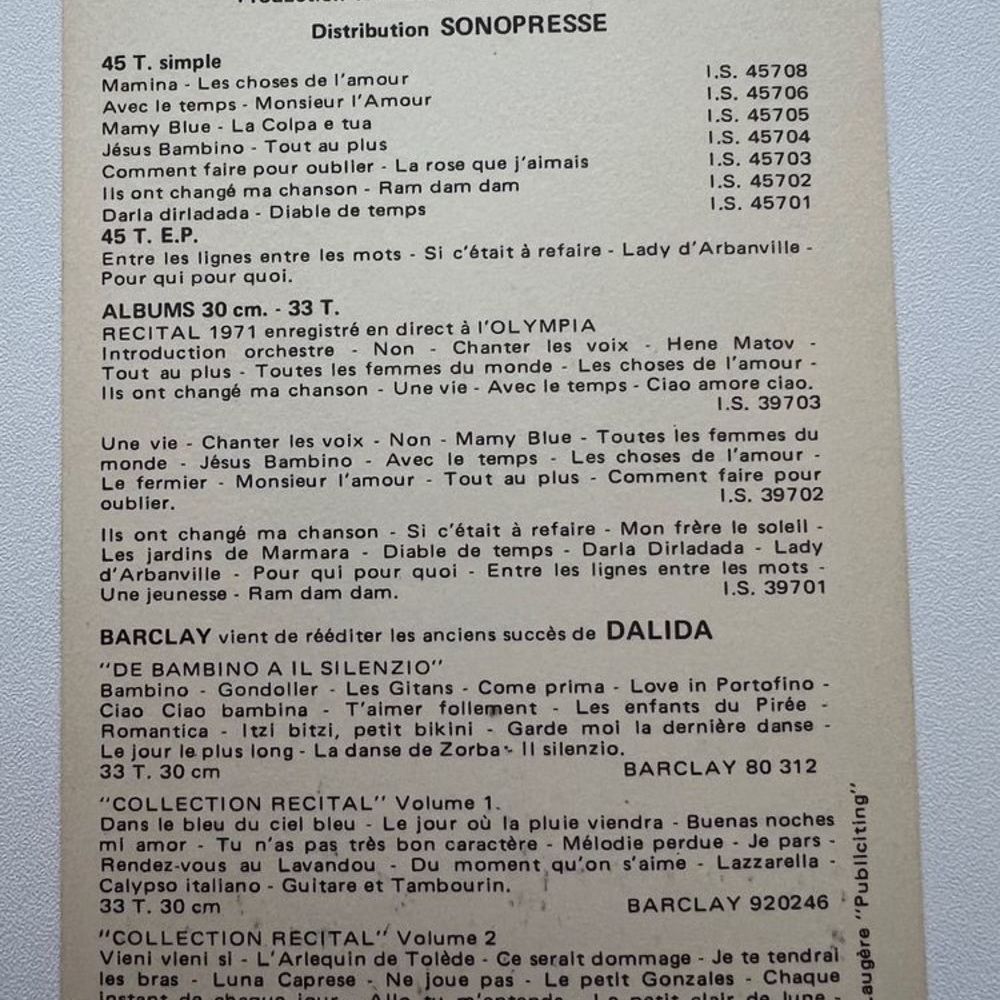 Distribution SONOPRESSE
45 T. simple
Mamina - Les choses de l'amour I.S. 45708
Avec le temps - Monsieur l'Amour I.S. 45706
Mamy Blue - La Colpa e tua I.S. 45705
Jésus Bambino - Tout au plus I.S. 45704
Comment faire pour oublier - La rose que j'aimais I.S. 45703
Ils ont changé ma chanson - Ram dam dam I.S. 45702
Darla dirladada - Diable de temps I.S. 45701
45 T. E.P.
Entre les lignes entre les mots - Si c'était à refaire - Lady d'Arbanville -
Pour qui pour quoi.
ALBUMS 30 cm. - 33 T.
RECITAL 1971 enregistré en direct à l'OLYMPIA
Introduction orchestre - Non - Chanter les voix - Hene Matov -
Tout au plus - Toutes les femmes du monde - Les choses de l'amour -
Ils ont changé ma chanson - Une vie - Avec le temps - Ciao amore ciao.
I.S. 39703
Une vie - Chanter les voix - Non - Mamy Blue - Toutes les femmes du
monde - Jésus Bambino - Avec le temps - Les choses de l'amour -
Le fermier - Monsieur l'amour - Tout au plus - Comment faire pour
oublier. I.S. 39702
Ils ont changé ma chanson - Si c'était à refaire - Mon frère le soleil -
Les jardins de Marmara - Diable de temps - Darla Dirladada - Lady
d'Arbanville - Pour qui pour quoi - Entre les lignes entre les mots -
Une jeunesse - Ram dam dam. I.S. 39701
BARCLAY vient de rééditer les anciens succès de DALIDA
"DE BAMBINO A IL SILENZIO"
Bambino - Gondolier - Les Gitans - Come prima - Love in Portofino -
Ciao Ciao bambina - T'aimer follement - Les enfants du Pirée -
Romantica - Itzi bitzi, petit bikini - Garde moi la dernière danse -
Le jour le plus long - La danse de Zorba - Il silenzio.
33 T. 30 cm BARCLAY 80 312
"COLLECTION RECITAL" Volume 1.
Dans le bleu du ciel bleu - Le jour où la pluie viendra - Buenas noches
mi amor - Tu n'as pas très bon caractère - Mélodie perdue - Je pars -
Rendez-vous au Lavandou - Du moment qu'on s'aime - Lazzarella -
Calypso italiano - Guitare et Tambourin.
33 T. 30 cm BARCLAY 920246
"COLLECTION RECITAL" Volume 2
Vieni vieni si - L'Arlequin de Tolède - Ce serait dommage - Je te tendrai
les bras - Luna Caprese - Ne joue pas - Le petit Gonzales - Chaque
instant de chaque jour - Allo tu m'entends - Le petit clair de lune -
augère "Publiciting"